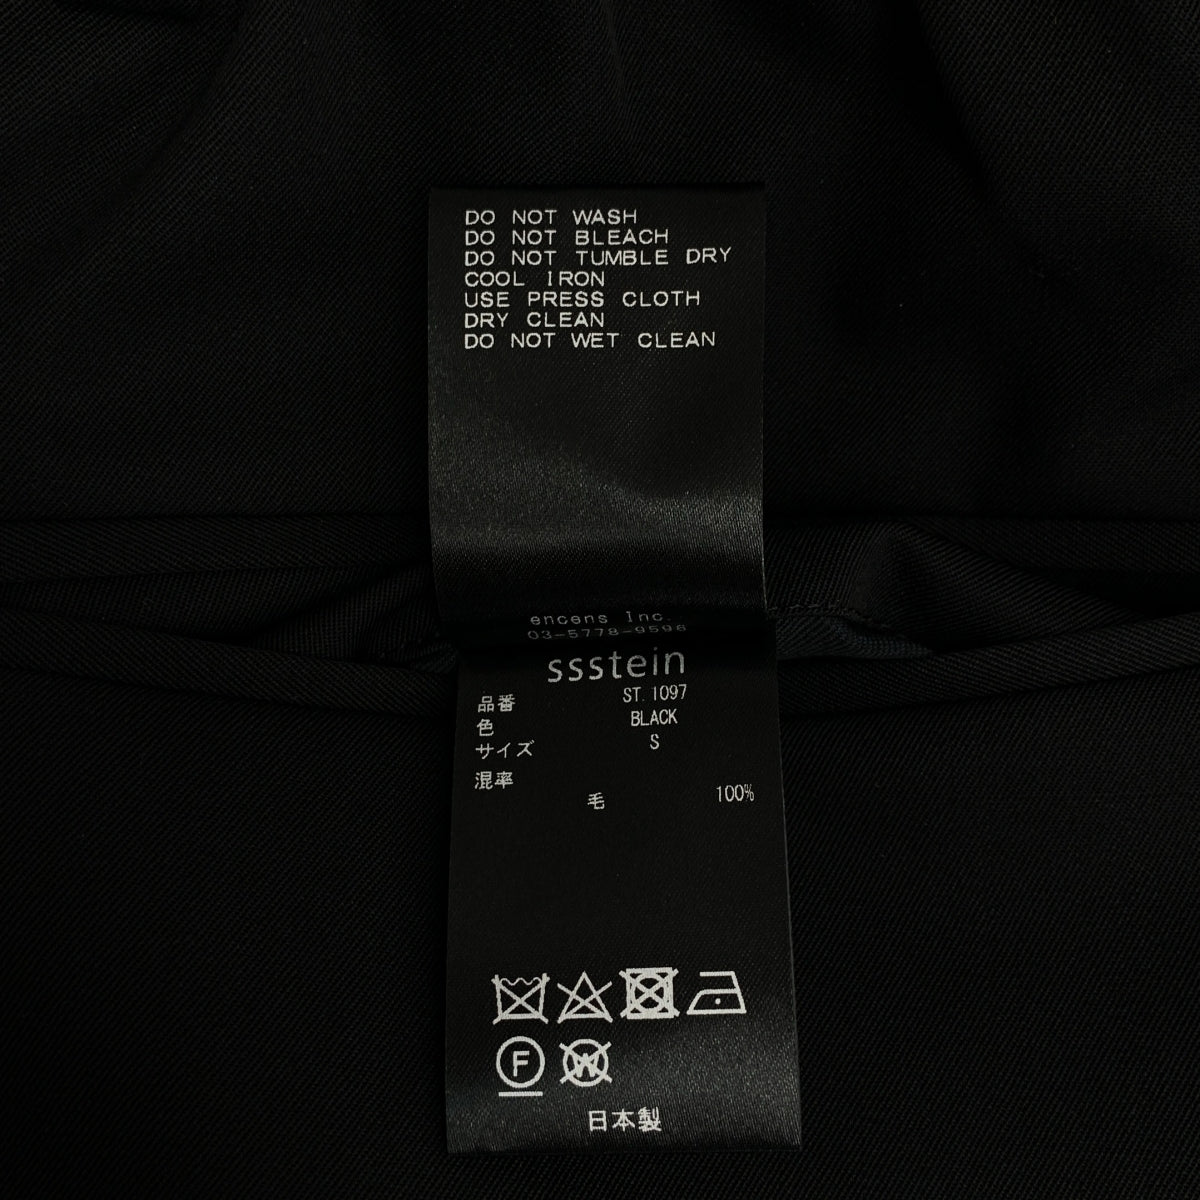 DO NOT WASH
DO NOT BLEACH
DO NOT TUMBLE DRY
COOL IRON
USE PRESS CLOTH
DRY CLEAN
DO NOT WET CLEAN
encens Inc.
03-5778-9596
ssstein
品番 ST.1097
色 BLACK
サイズ S
混率
毛 100%
F W
日本製